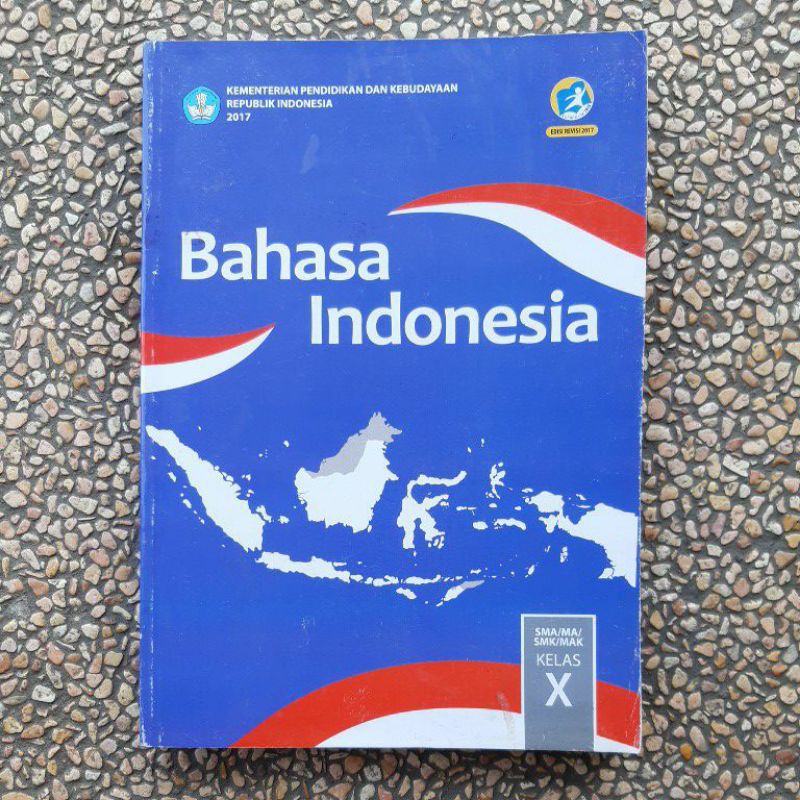 KEMENTERIAN PENDIDIKAN DAN KEBUDAYAAN
REPUBLIK INDONESIA
2017
EDISI REVISI 2017
Bahasa
Indonesia
SMA/MA/
SMK/MAK
KELAS
X